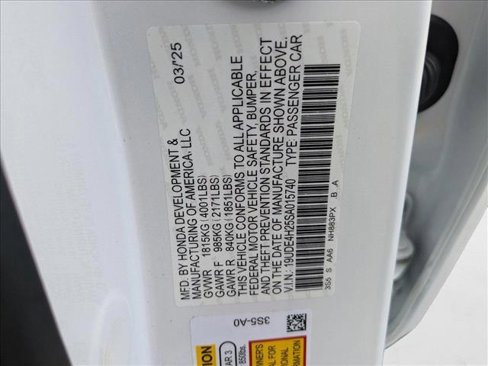 MFD. BY HONDA DEVELOPMENT & 03/'25
MANUFACTURING OF AMERICA, LLC
GVWR 1815KG(4001LBS)
GAWR F 985KG(2171LBS)
GAWR R 840KG(1851LBS)
THIS VEHICLE CONFORMS TO ALL APPLICABLE
FEDERAL MOTOR VEHICLE SAFETY, BUMPER,
AND THEFT PREVENTION STANDARDS IN EFFECT
ON THE DATE OF MANUFACTURE SHOWN ABOVE.
V.I.N.: 19UDE4H25SA015740 TYPE: PASSENGER CAR
3S5 S AA6 NH883PX B A
3S5-A0